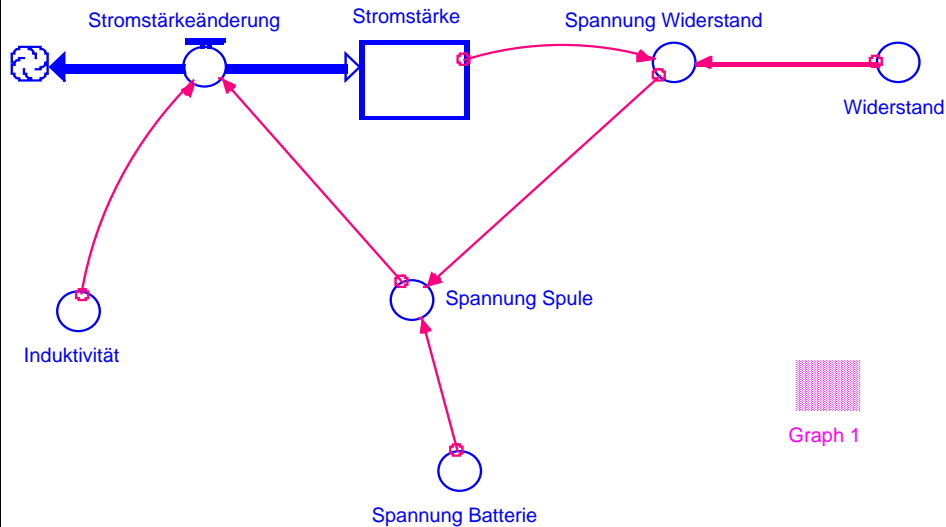 Stromstärkeänderung
Stromstärke
Spannung Widerstand
Widerstand
Spannung Spule
Induktivität
Graph 1
Spannung Batterie